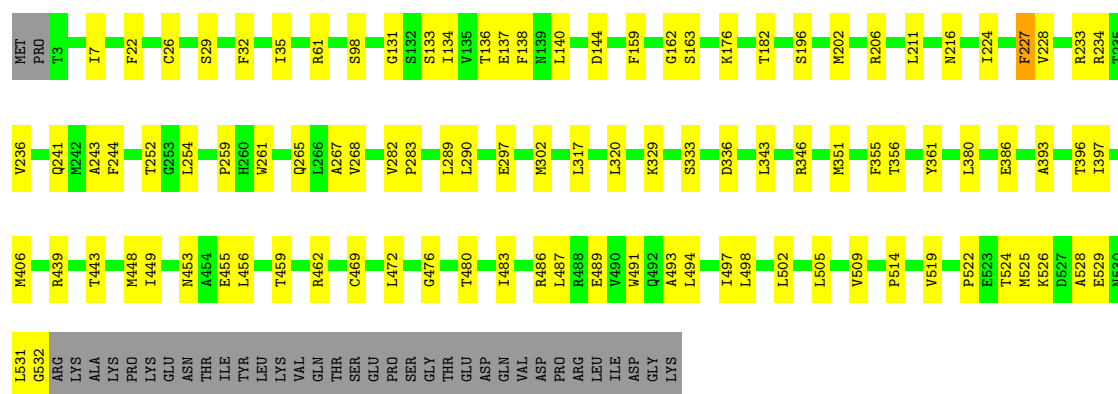 MET PRO T3 I7 F22 C26 S29 F32 I35 R61 S98 G131 S132 S133 I134 V135 T136 E137 F138 N139 L140 D144 F159 G162 S163 K176 T182 S196 M202 R206 L211 N216 I224 F227 V228 R233 R234 T235
V236 Q241 M242 A243 F244 T252 G253 L254 P259 H260 W261 Q265 L266 A267 V268 V282 P283 L289 L290 E297 M302 L317 L320 K329 S333 D336 L343 R346 M351 F355 T356 Y361 L380 E386 A393 T396 I397
M406 R439 T443 M448 I449 N453 A454 E455 L456 T459 R462 C469 L472 G476 T480 I483 R486 L487 R488 E489 V490 W491 Q492 A493 L494 I497 L498 L502 L505 V509 P514 V519 P522 E523 T524 M525 K526 D527 A528 E529 N530
L531 G532 ARG LYS ALA LYS PRO LYS GLU ASN THR ILE TYR LEU LYS VAL GLN THR SER GLU PRO SER GLY THR GLU ASP GLN VAL ASP PRO ARG LEU ILE ASP GLY LYS